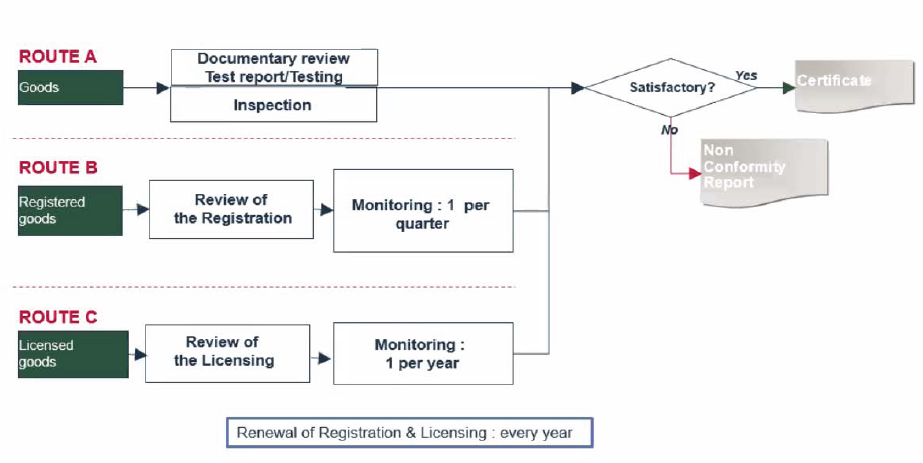 ROUTE A
Goods
Documentary review
Test report/Testing
Inspection
Satisfactory?
Yes
Certificate
No
Non
Conformity
Report
ROUTE B
Registered
goods
Review of
the Registration
Monitoring : 1 per
quarter
ROUTE C
Licensed
goods
Review of
the Licensing
Monitoring :
1 per year
Renewal of Registration & Licensing : every year